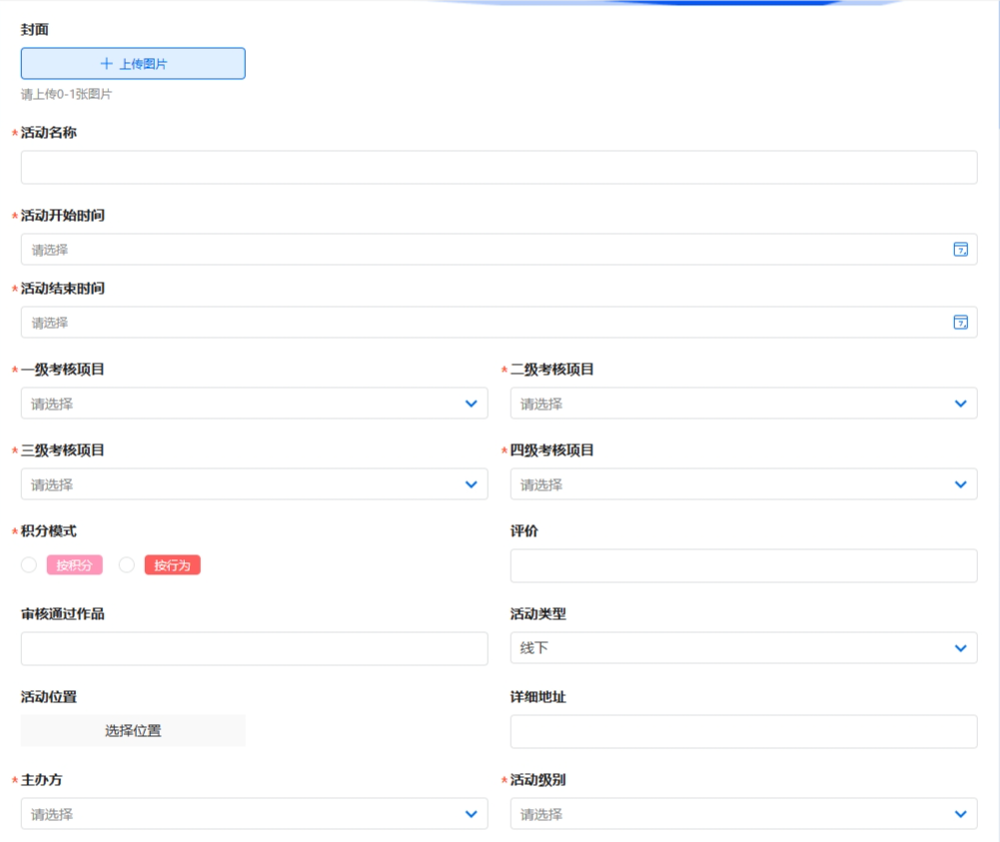 封面
上传图片
请上传0-1张图片
*活动名称
*活动开始时间
请选择
*活动结束时间
请选择
*一级考核项目 *二级考核项目
请选择 请选择
*三级考核项目 *四级考核项目
请选择 请选择
*积分模式 评价
按积分 按行为
审核通过作品 活动类型
线下
活动位置 详细地址
选择位置
*主办方 *活动级别
请选择 请选择